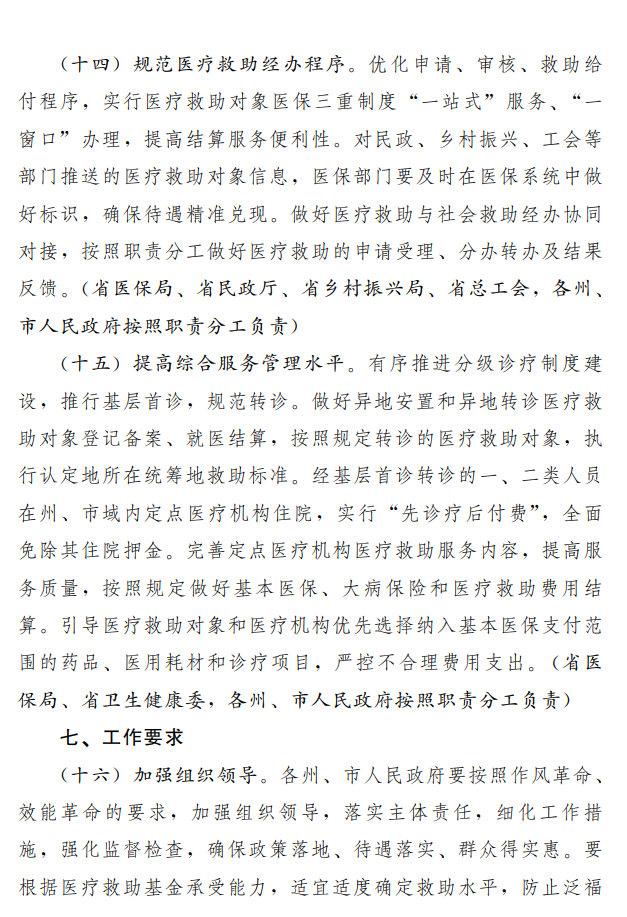 （十四）规范医疗救助经办程序。优化申请、审核、救助给
付程序，实行医疗救助对象医保三重制度“一站式”服务、“一
窗口”办理，提高结算服务便利性。对民政、乡村振兴、工会等
部门推送的医疗救助对象信息，医保部门要及时在医保系统中做
好标识，确保待遇精准兑现。做好医疗救助与社会救助经办协同
对接，按照职责分工做好医疗救助的申请受理、分办转办及结果
反馈。（省医保局、省民政厅、省乡村振兴局、省总工会，各州、
市人民政府按照职责分工负责）
（十五）提高综合服务管理水平。有序推进分级诊疗制度建
设，推行基层首诊，规范转诊。做好异地安置和异地转诊医疗救
助对象登记备案、就医结算，按照规定转诊的医疗救助对象，执
行认定地所在统筹地救助标准。经基层首诊转诊的一、二类人员
在州、市域内定点医疗机构住院，实行“先诊疗后付费”，全面
免除其住院押金。完善定点医疗机构医疗救助服务内容，提高服
务质量，按照规定做好基本医保、大病保险和医疗救助费用结
算。引导医疗救助对象和医疗机构优先选择纳入基本医保支付范
围的药品、医用耗材和诊疗项目，严控不合理费用支出。（省医
保局、省卫生健康委，各州、市人民政府按照职责分工负责）
七、工作要求
（十六）加强组织领导。各州、市人民政府要按照作风革命、
效能革命的要求，加强组织领导，落实主体责任，细化工作措
施，强化监督检查，确保政策落地、待遇落实、群众得实惠。要
根据医疗救助基金承受能力，适宜适度确定救助水平，防止泛福